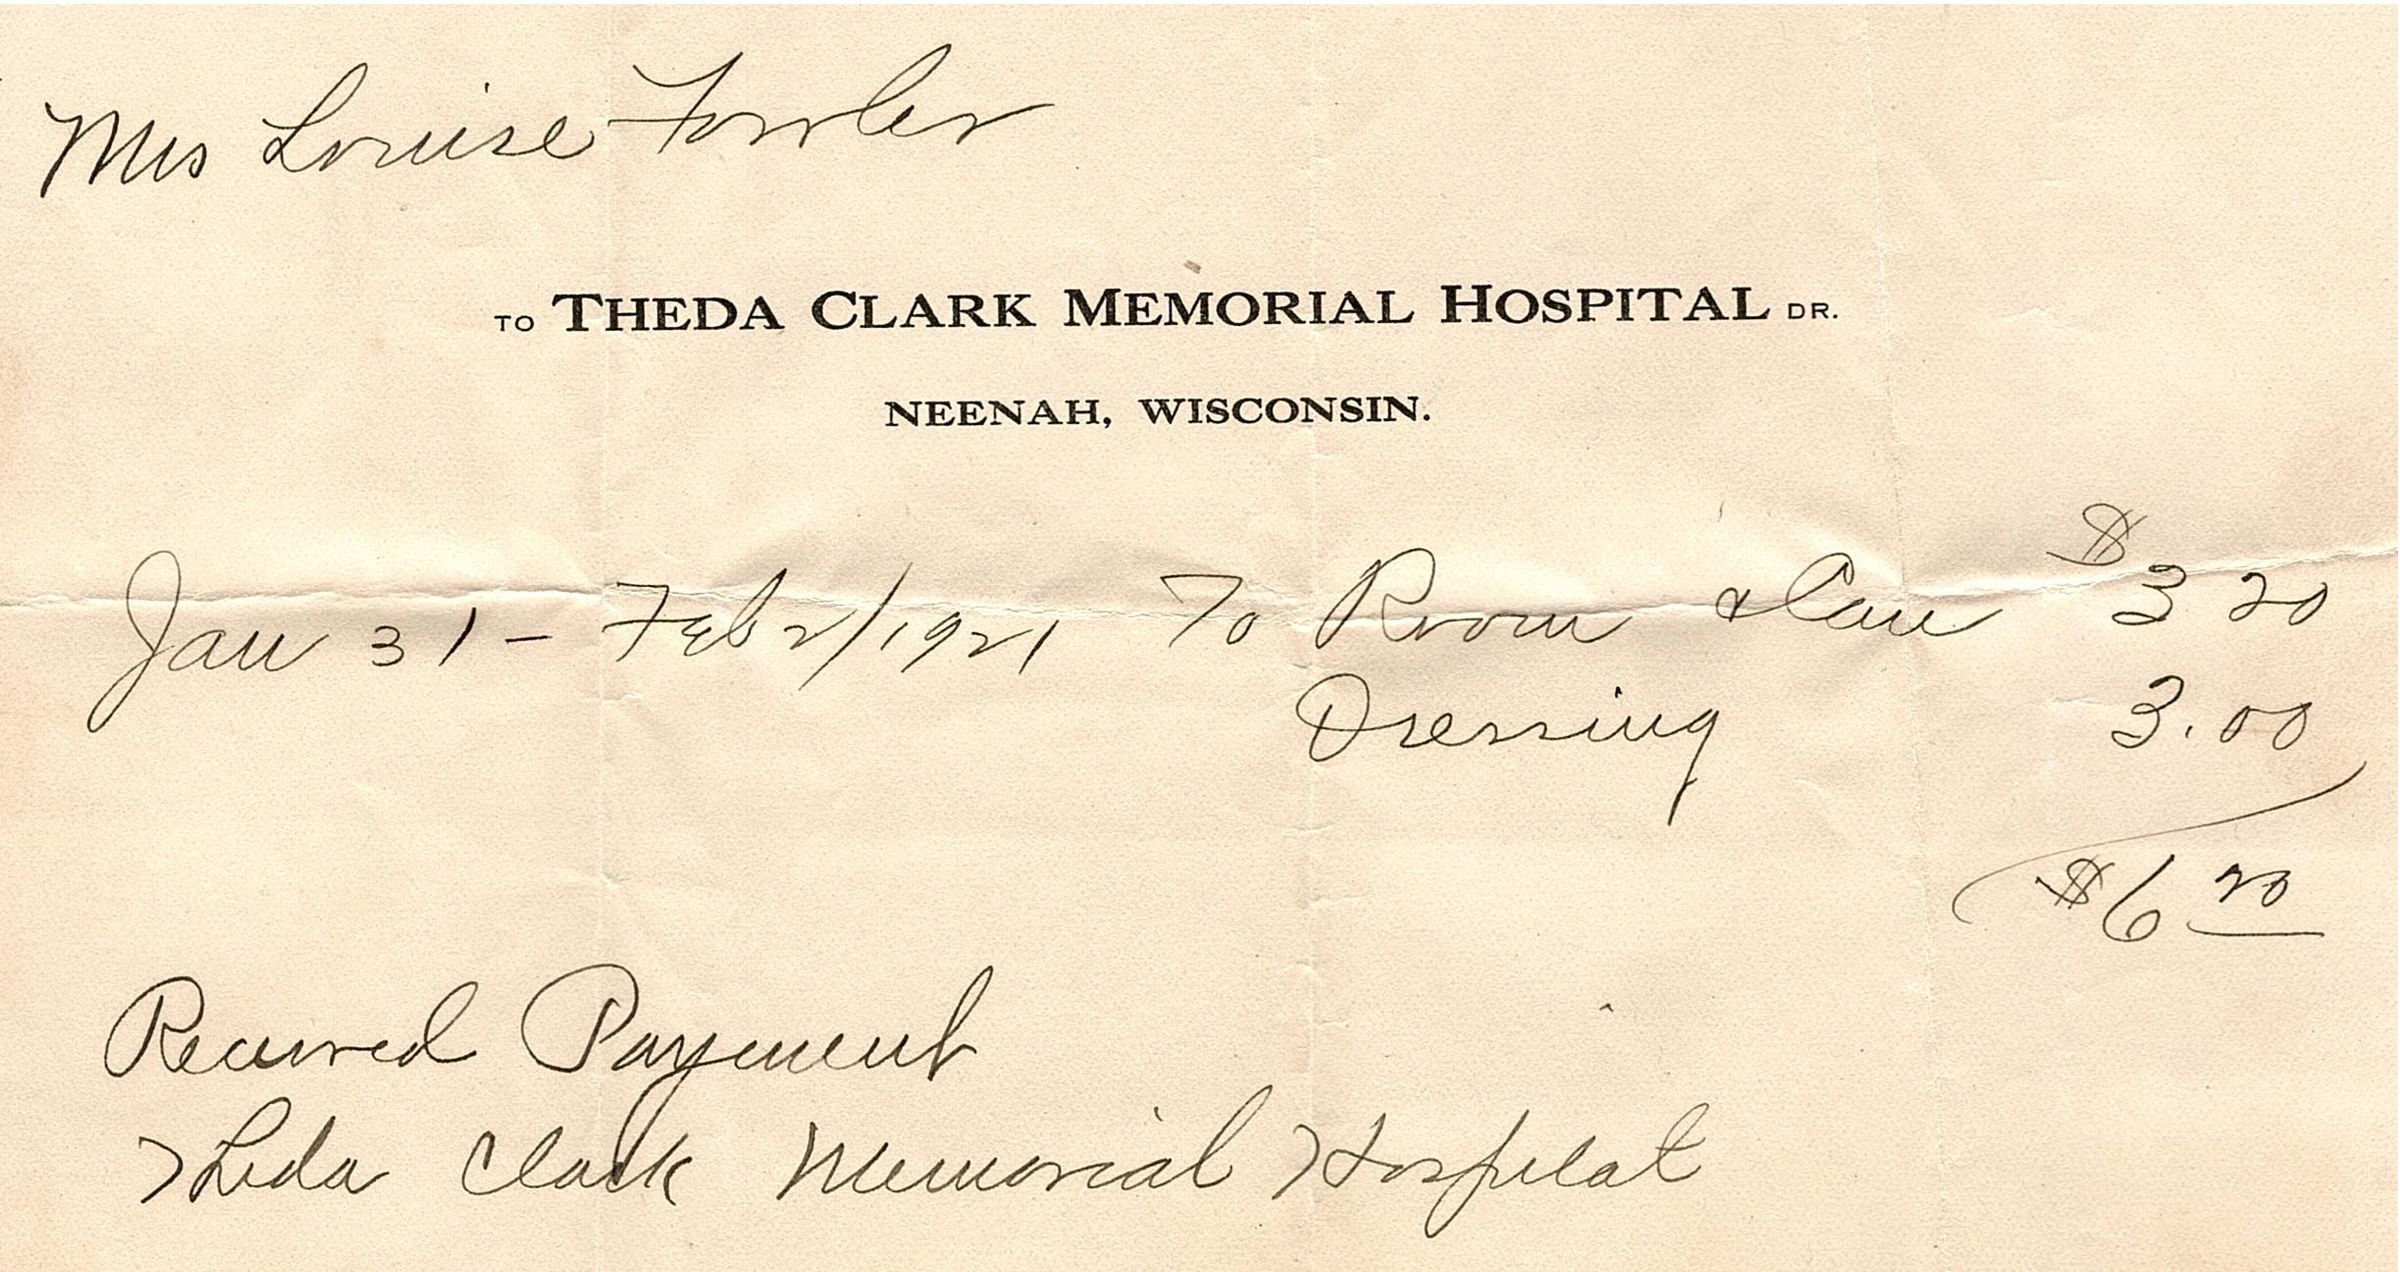 Mrs Louise Fowler
TO THEDA CLARK MEMORIAL HOSPITAL DR.
NEENAH, WISCONSIN.
Jan 31 - Feb 2/1921 To Room & Care $3 20
Dressing 3.00
$6 20
Received Payment
Theda Clark Memorial Hospital